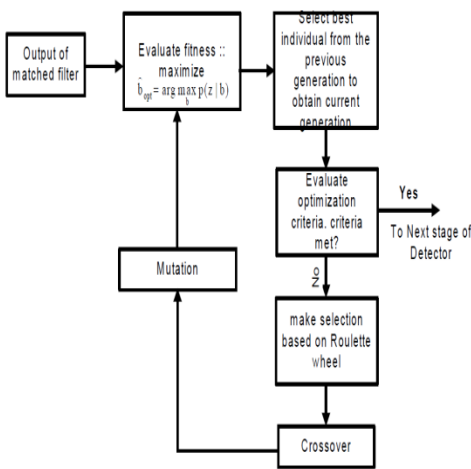 Output of
matched filter
Evaluate fitness ::
maximize
b̂_opt = arg max_b p(z | b)
Select best
individual from the
previous
generation to
obtain current
generation
Evaluate
optimization
criteria. criteria
met?
Yes
To Next stage of
Detector
No
make selection
based on Roulette
wheel
Crossover
Mutation